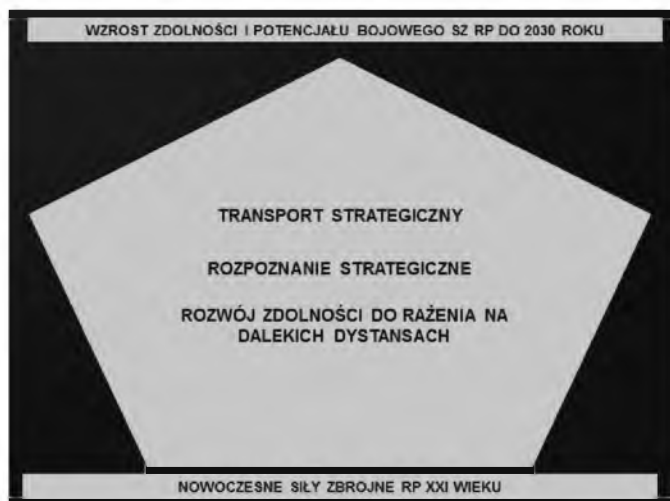 WZROST ZDOLNOŚCI I POTENCJAŁU BOJOWEGO SZ RP DO 2030 ROKU
TRANSPORT STRATEGICZNY
ROZPOZNANIE STRATEGICZNE
ROZWÓJ ZDOLNOŚCI DO RAŻENIA NA
DALEKICH DYSTANSACH
NOWOCZESNE SIŁY ZBROJNE RP XXI WIEKU